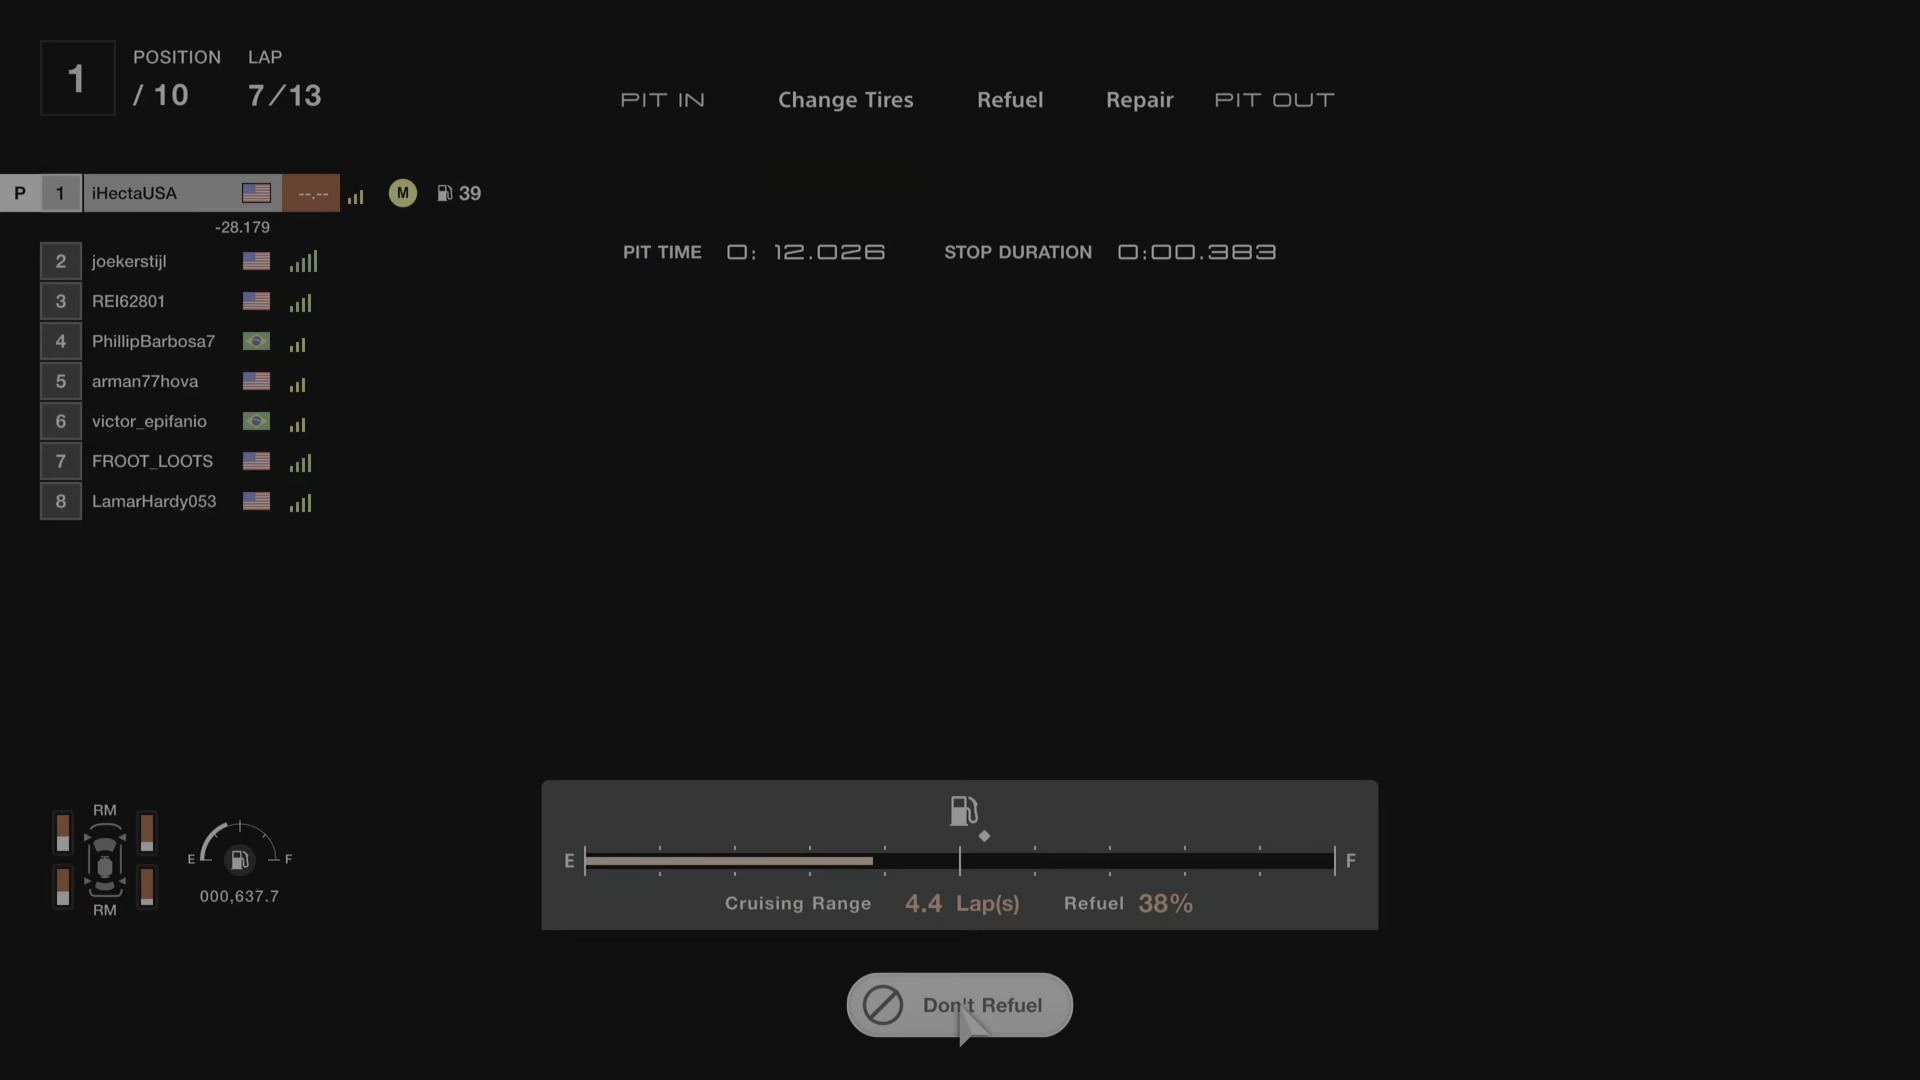 1 POSITION LAP
/ 10 7/13
PIT IN Change Tires Refuel Repair PIT OUT
P 1 iHectaUSA --.-- M 39
-28.179
PIT TIME 0: 12.026 STOP DURATION 0:00.383
2 joekerstijl
3 REI62801
4 PhillipBarbosa7
5 arman77hova
6 victor_epifanio
7 FROOT_LOOTS
8 LamarHardy053
RM
E F
000,637.7
RM
E F
Cruising Range 4.4 Lap(s) Refuel 38%
Don't Refuel